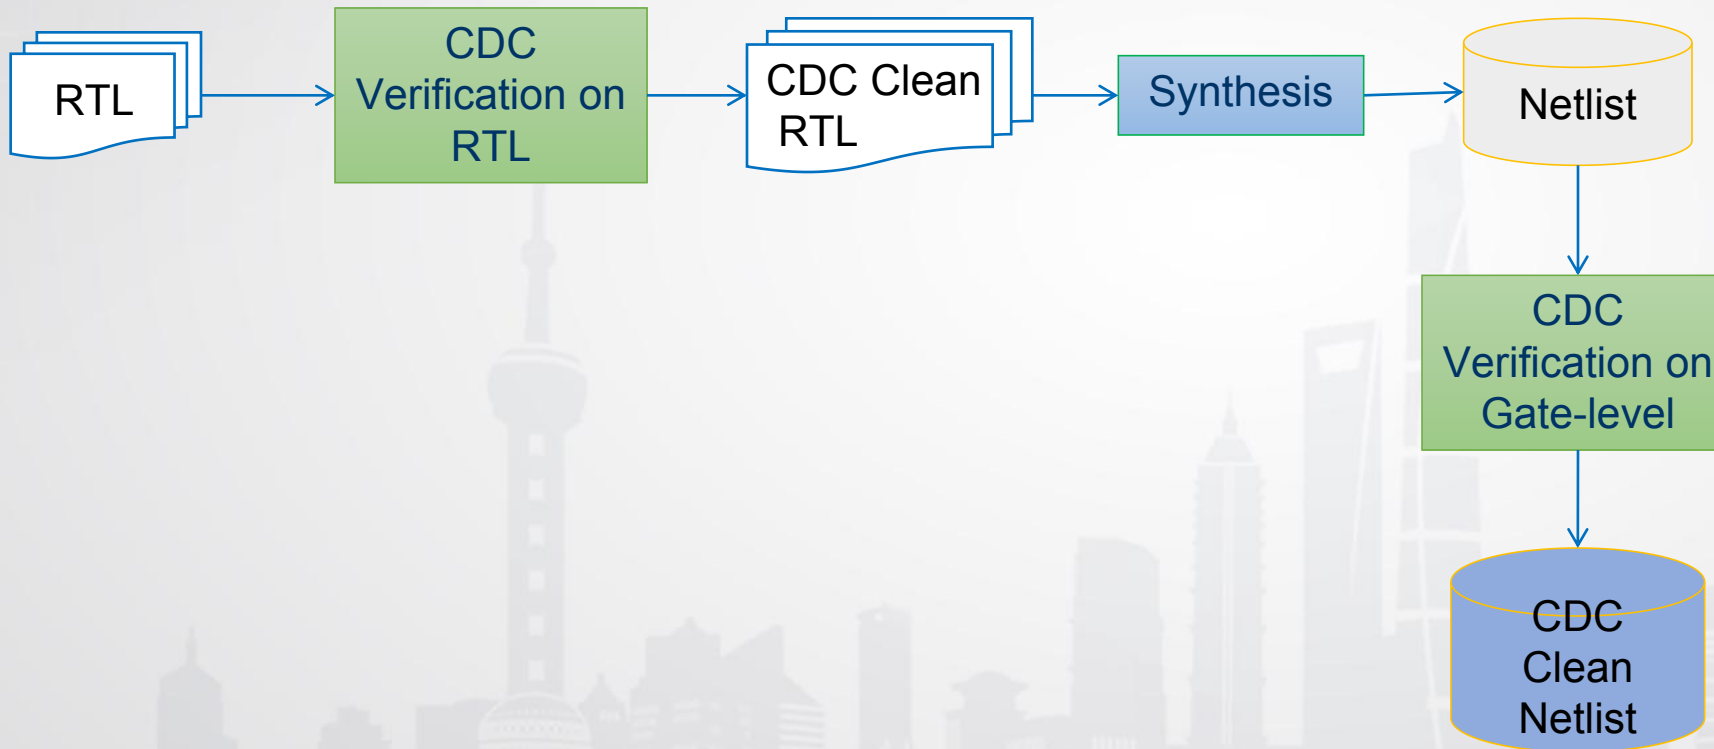 RTL
CDC
Verification on
RTL
CDC Clean
RTL
Synthesis
Netlist
CDC
Verification on
Gate-level
CDC
Clean
Netlist